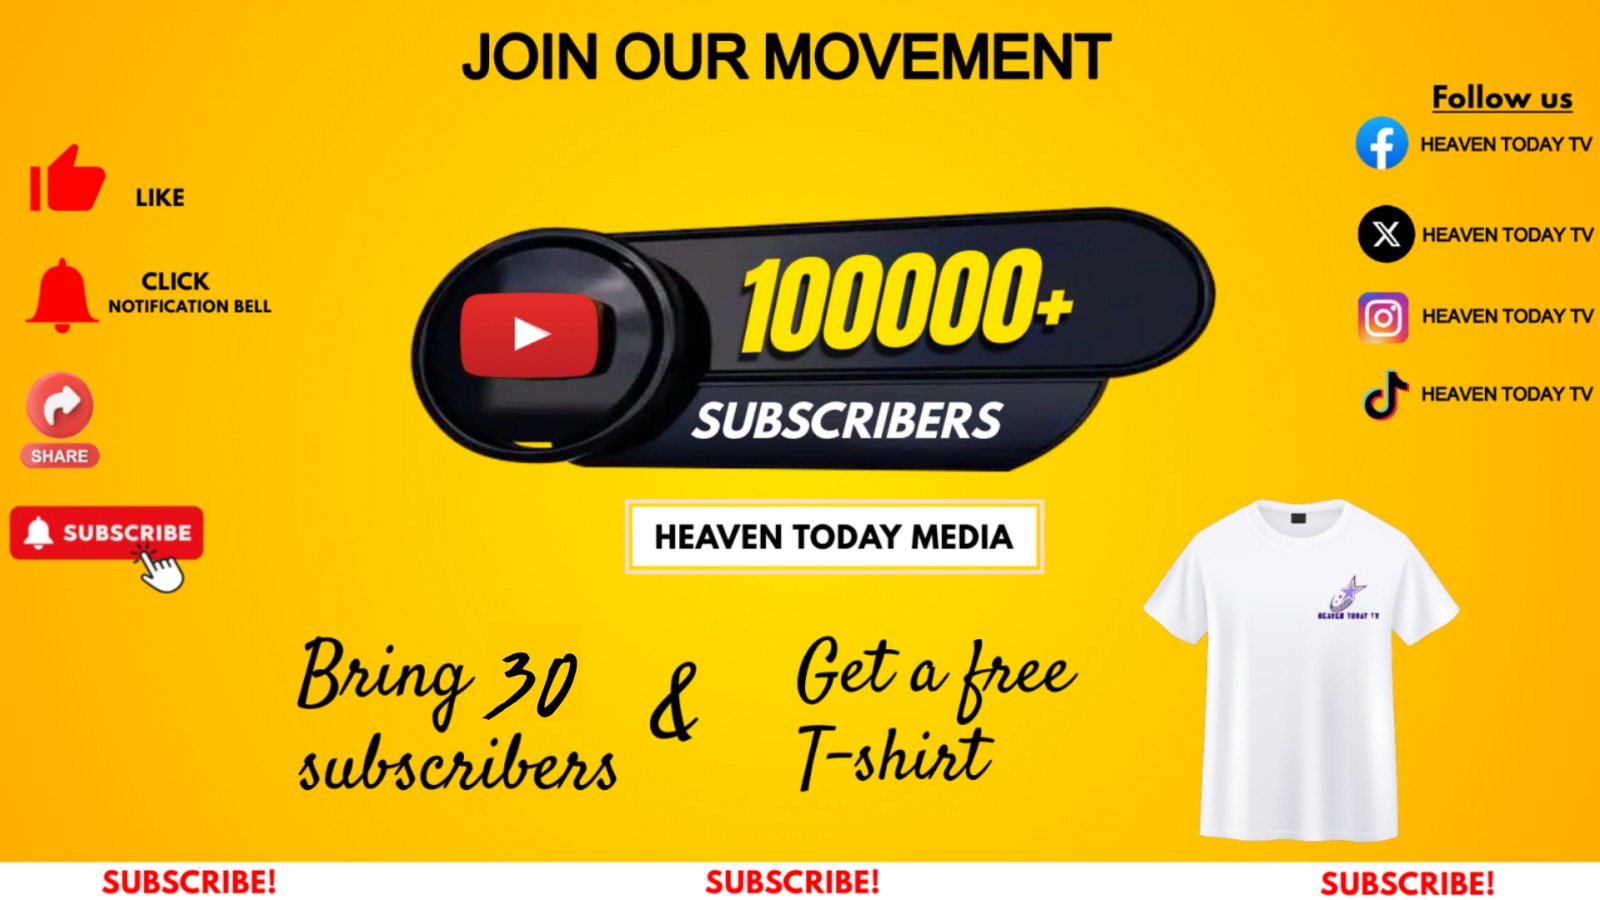 JOIN OUR MOVEMENT
Follow us
HEAVEN TODAY TV
LIKE
HEAVEN TODAY TV
CLICK
NOTIFICATION BELL
100000+
HEAVEN TODAY TV
HEAVEN TODAY TV
SUBSCRIBERS
SHARE
SUBSCRIBE
HEAVEN TODAY MEDIA
HEAVEN TODAY TV
Bring 30
subscribers
&
Get a free
T-shirt
SUBSCRIBE!
SUBSCRIBE!
SUBSCRIBE!